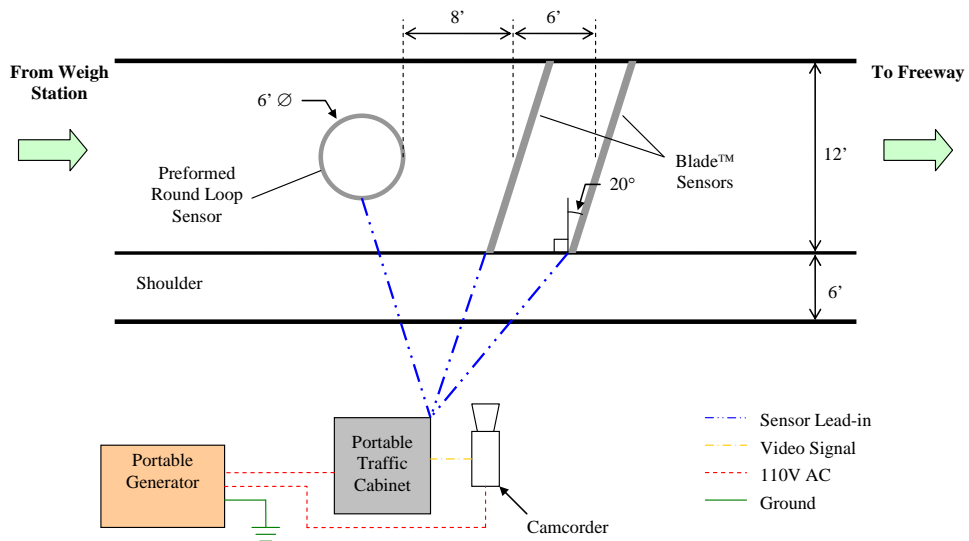 8’
6’
From Weigh
Station
To Freeway
6’ ∅
12’
Blade™
Sensors
Preformed
Round Loop
Sensor
20°
Shoulder
6’
Sensor Lead-in
Portable
Traffic
Cabinet
Video Signal
Portable
Generator
110V AC
Ground
Camcorder